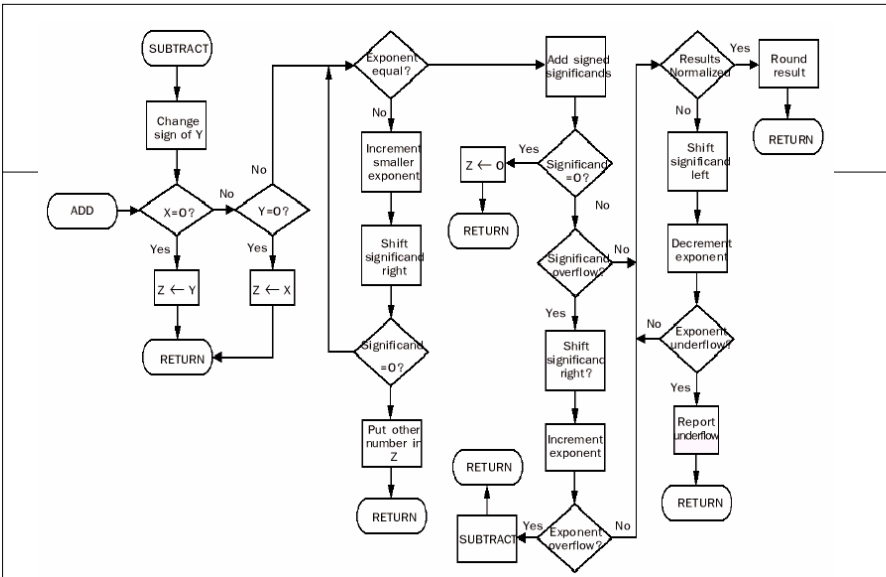 SUBTRACT
Change
sign of Y
ADD
X=0?
No
Y=0?
No
Yes
Yes
Z ← Y
Z ← X
RETURN
Exponent
equal?
No
Increment
smaller
exponent
Shift
significand
right
Significand
=0?
Put other
number in
Z
RETURN
Add signed
significands
Yes
Significand
=0?
Z ← 0
RETURN
No
Significand
overflow?
No
Yes
Shift
significand
right?
Increment
exponent
Exponent
overflow?
Yes
No
SUBTRACT
RETURN
Results
Normalized
Yes
Round
result
RETURN
No
Shift
significand
left
Decrement
exponent
Exponent
underflow?
No
Yes
Report
underflow
RETURN